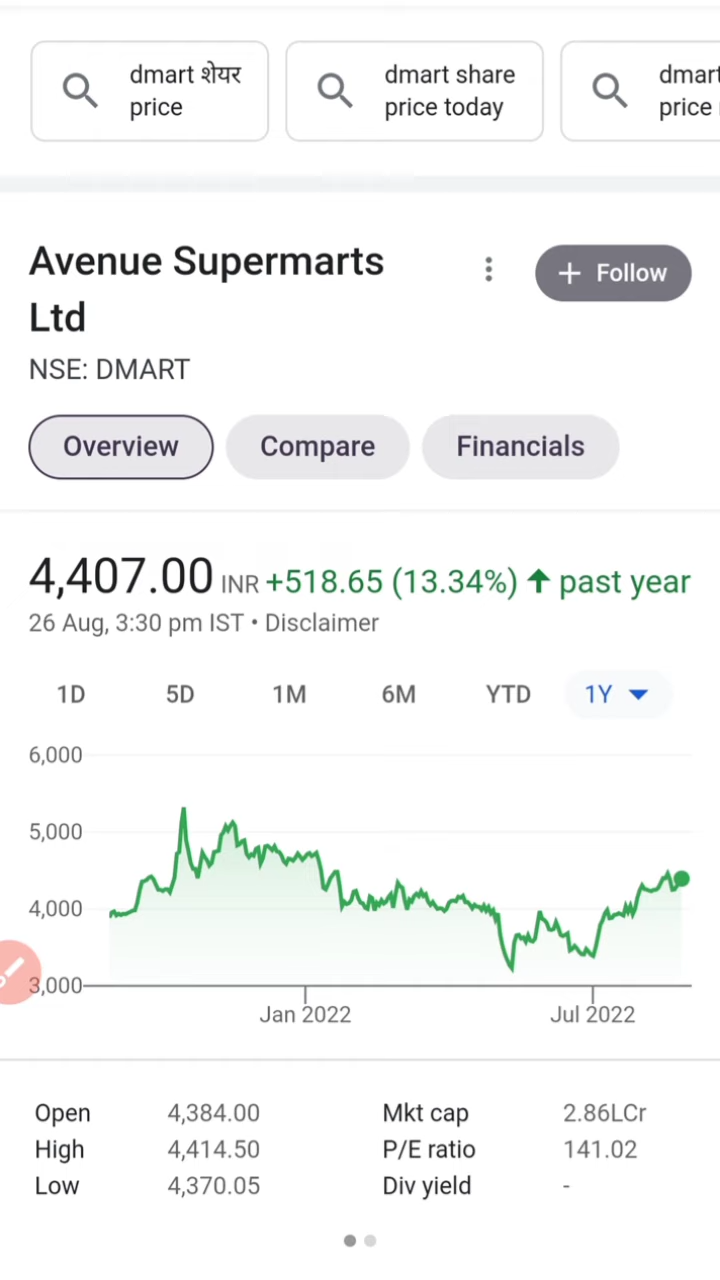 dmart शेयर
price
dmart share
price today
dmart
price
Avenue Supermarts
Ltd
+ Follow
NSE: DMART
Overview
Compare
Financials
4,407.00 INR +518.65 (13.34%) ↑ past year
26 Aug, 3:30 pm IST • Disclaimer
1D 5D 1M 6M YTD 1Y
6,000
5,000
4,000
3,000
Jan 2022 Jul 2022
Open 4,384.00 Mkt cap 2.86LCr
High 4,414.50 P/E ratio 141.02
Low 4,370.05 Div yield -